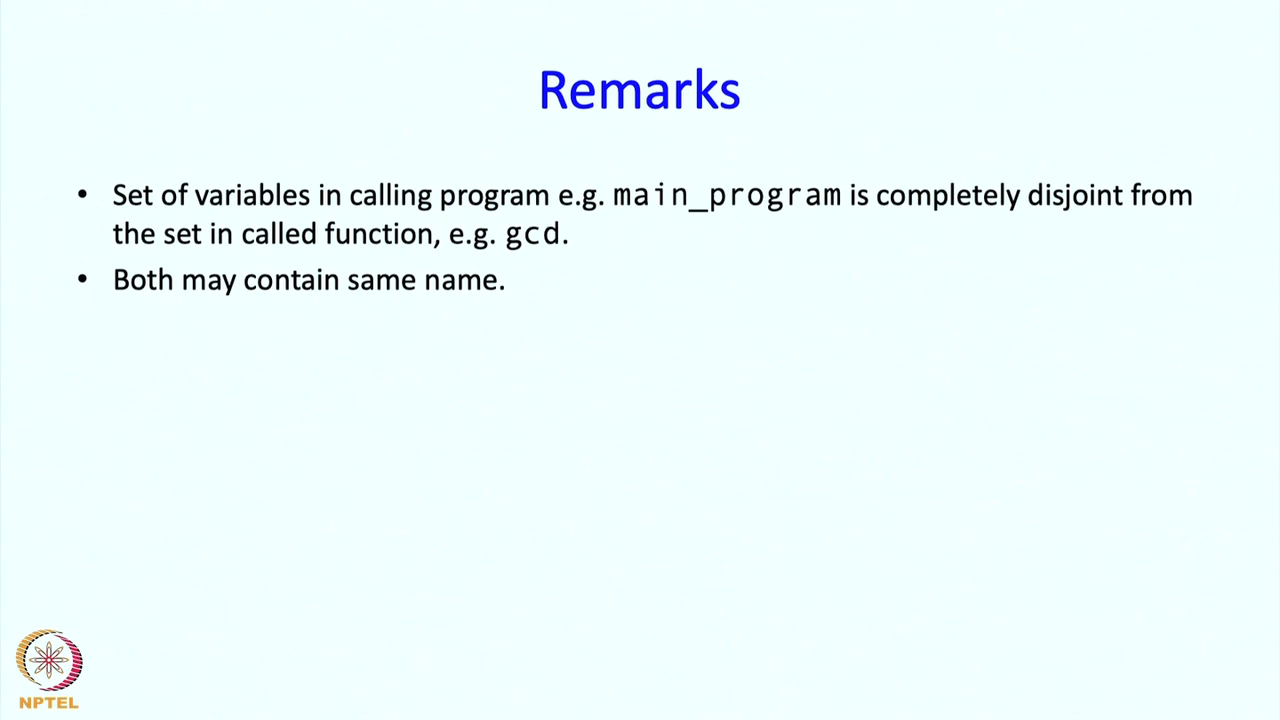 Remarks
• Set of variables in calling program e.g. main_program is completely disjoint from
the set in called function, e.g. gcd.
• Both may contain same name.
NPTEL